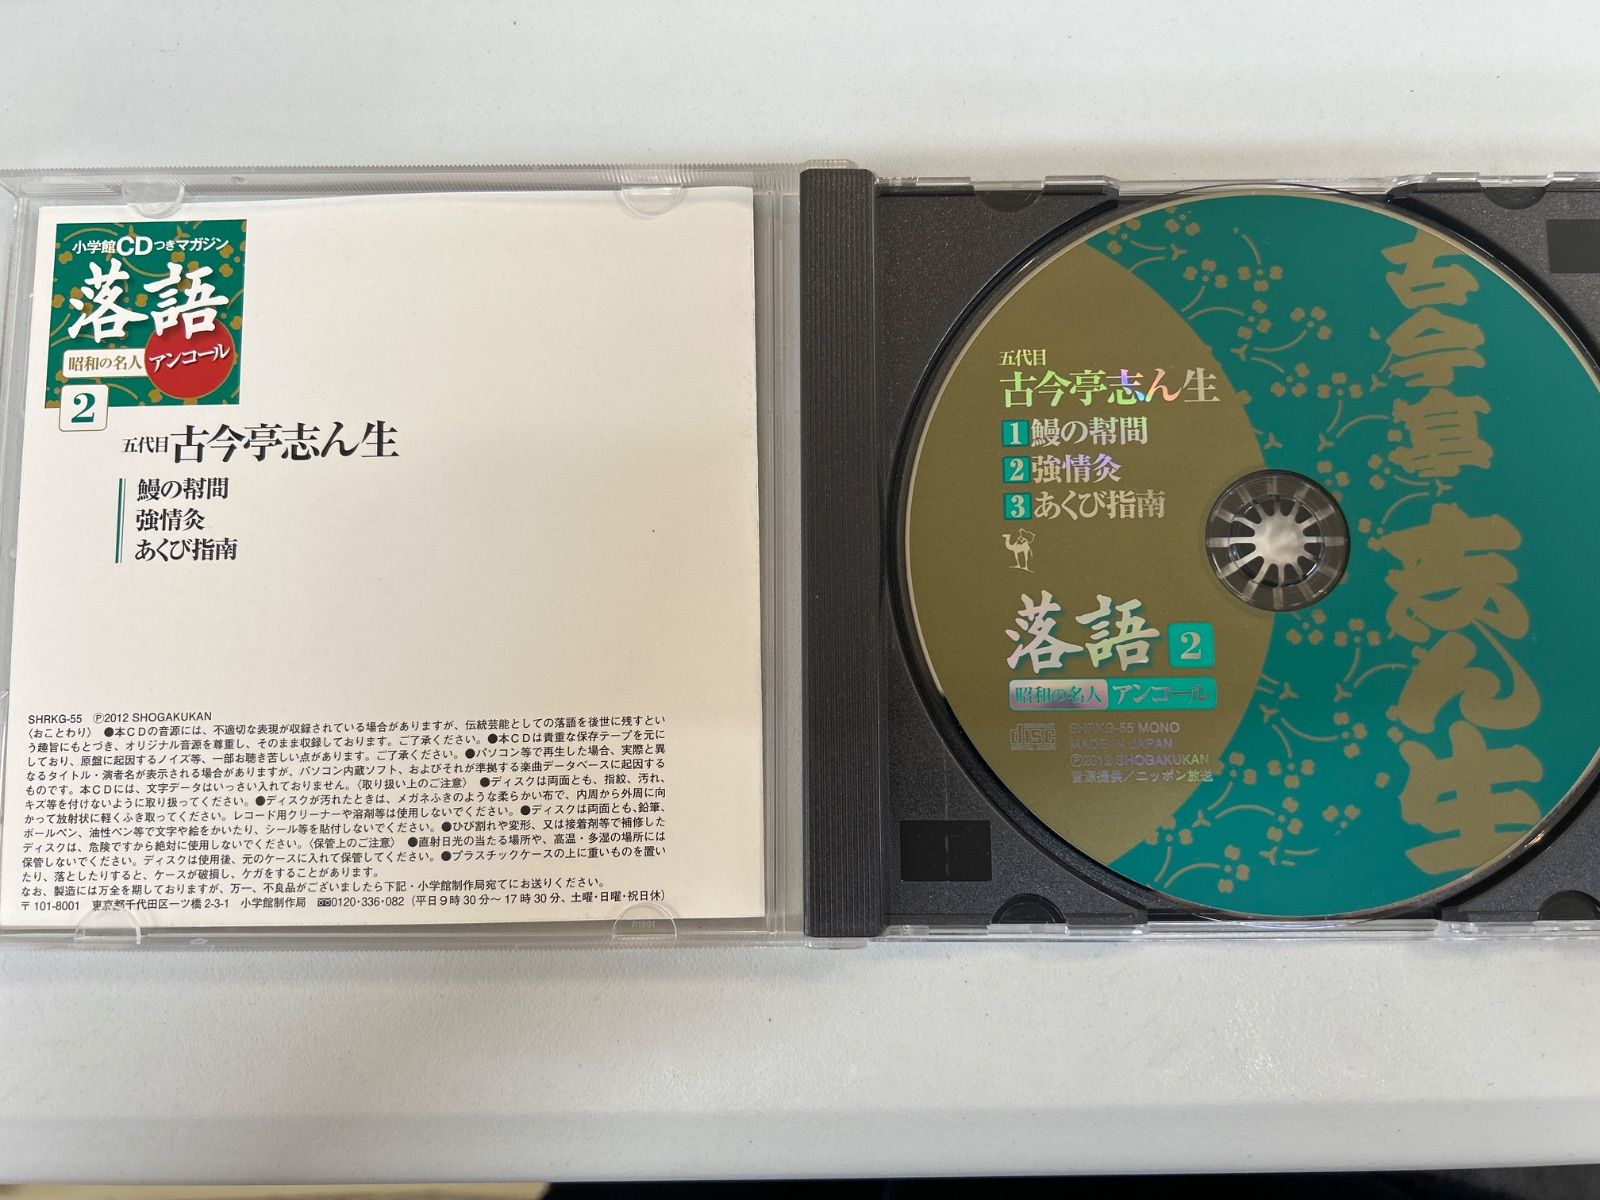 小学館CDつきマガジン
落語
昭和の名人 アンコール
2
五代目 古今亭志ん生
鰻の幇間
強情灸
あくび指南
SHRKG-55 ℗2012 SHOGAKUKAN
〈おことわり〉●本CDの音源には、不適切な表現が収録されている場合がありますが、伝統芸能としての落語を後世に残すとい
う趣旨にもとづき、オリジナル音源を尊重し、そのまま収録しております。ご了承ください。●本CDは貴重な保存テープを元に
しており、原盤に起因するノイズ等、一部お聴き苦しい点があります。ご了承ください。●パソコン等で再生した場合、実際と異
なるタイトル・演者名が表示される場合がありますが、パソコン内蔵ソフト、およびそれが準拠する楽曲データベースに起因する
ものです。本CDには、文字データはいっさい入れておりません。〈取り扱い上のご注意〉●ディスクは両面とも、指紋、汚れ、
キズ等を付けないように取り扱ってください。●ディスクが汚れたときは、メガネふきのような柔らかい布で、内周から外周に向
かって放射状に軽くふき取ってください。レコード用クリーナーや溶剤等は使用しないでください。●ディスクは両面とも、鉛筆、
ボールペン、油性ペン等で文字や絵をかいたり、シール等を貼付しないでください。●ひび割れや変形、又は接着剤等で補修した
ディスクは、危険ですから絶対に使用しないでください。〈保管上のご注意〉●直射日光の当たる場所や、高温・多湿の場所には
保管しないでください。ディスクは使用後、元のケースに入れて保管してください。●プラスチックケースの上に重いものを置い
たり、落としたりすると、ケースが破損し、ケガをすることがあります。
なお、製造には万全を期しておりますが、万一、不良品がございましたら下記・小学館制作局宛てにお送りください。
〒101-8001 東京都千代田区一ツ橋2-3-1 小学館制作局 0120・336・082（平日9時30分〜17時30分、土曜・日曜・祝日休）
五代目
古今亭志ん生
1 鰻の幇間
2 強情灸
3 あくび指南
落語 2
昭和の名人 アンコール
disc
SHRKG-55 MONO
MADE IN JAPAN
℗2012 SHOGAKUKAN
音源提供／ニッポン放送
古今亭志ん生